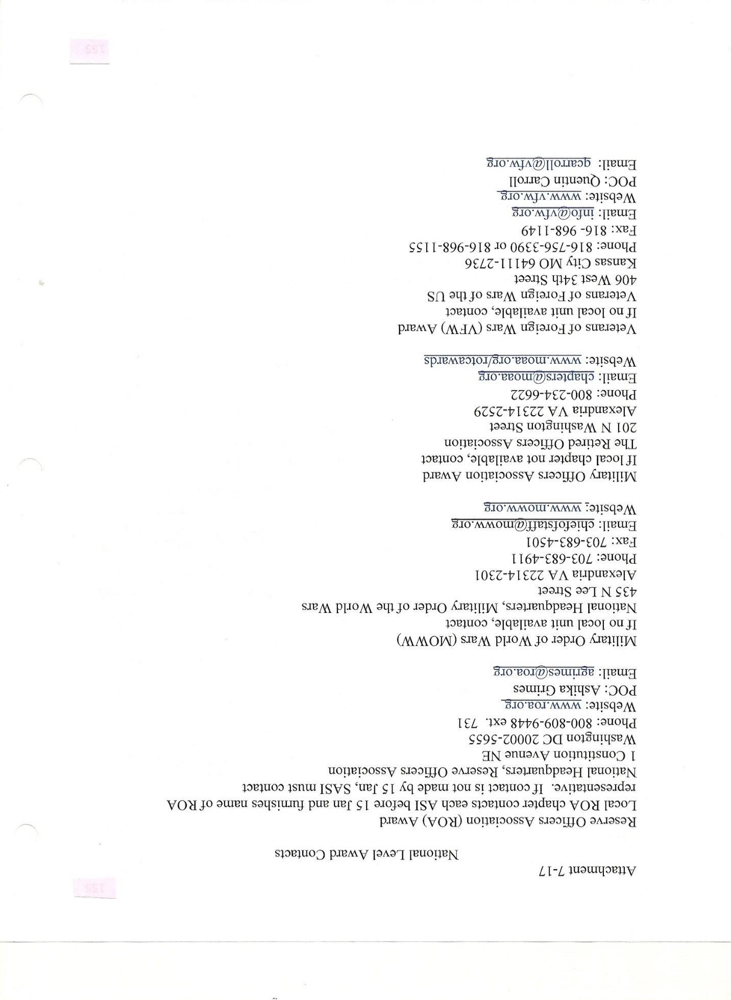 155
Attachment 7-17
National Level Award Contacts
Reserve Officers Association (ROA) Award
Local ROA chapter contacts each ASI before 15 Jan and furnishes name of ROA
representative. If contact is not made by 15 Jan, SASI must contact
National Headquarters, Reserve Officers Association
1 Constitution Avenue NE
Washington DC 20002-5655
Phone: 800-809-9448 ext. 731
Website: www.roa.org
POC: Ashika Grimes
Email: agrimes@roa.org
Military Order of World Wars (MOWW)
If no local unit available, contact
National Headquarters, Military Order of the World Wars
435 N Lee Street
Alexandria VA 22314-2301
Phone: 703-683-4911
Fax: 703-683-4501
Email: chiefofstaff@moww.org
Website: www.moww.org
Military Officers Association Award
If local chapter not available, contact
The Retired Officers Association
201 N Washington Street
Alexandria VA 22314-2529
Phone: 800-234-6622
Email: chapters@moaa.org
Website: www.moaa.org/rotcawards
Veterans of Foreign Wars (VFW) Award
If no local unit available, contact
Veterans of Foreign Wars of the US
406 West 34th Street
Kansas City MO 64111-2736
Phone: 816-756-3390 or 816-968-1155
Fax: 816- 968-1149
Email: info@vfw.org
Website: www.vfw.org
POC: Quentin Carroll
Email: qcarroll@vfw.org
155